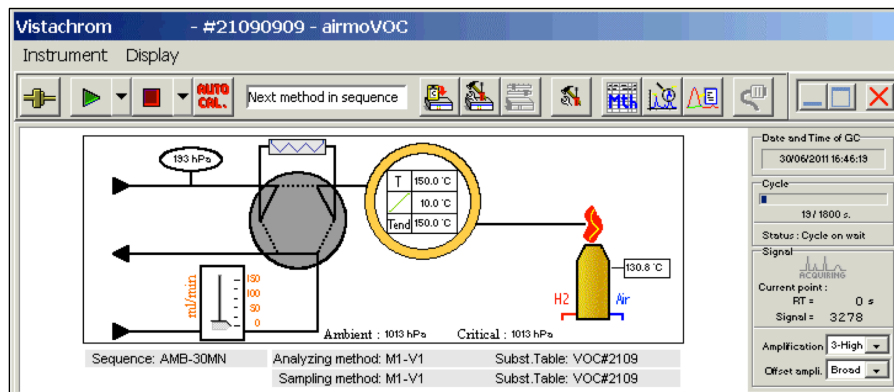 Vistachrom - #21090909 - airmoVOC
Instrument Display
AUTO CAL.
Next method in sequence
Mth
193 hPa
T 150.0 °C
10.0 °C
Tend 150.0 °C
ml/min
150
100
50
0
130.8 °C
H2 Air
Ambient : 1013 hPa Critical : 1013 hPa
Sequence: AMB-30MN Analyzing method: M1-V1 Subst.Table: VOC#2109
Sampling method: M1-V1 Subst.Table: VOC#2109
Date and Time of GC
30/06/2011 16:46:19
Cycle
19 / 1800 s.
Status : Cycle on wait
Signal
ACQUIRING
Current point :
RT = 0 s
Signal = 3278
Amplification 3-High
Offset ampli. Broad